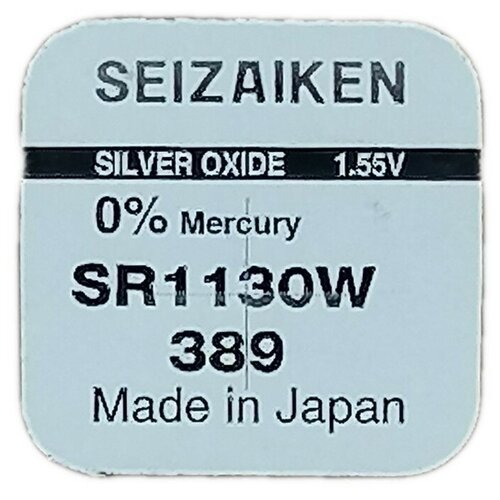 SEIZAIKEN
SILVER OXIDE 1.55V
0% Mercury
SR1130W
389
Made in Japan